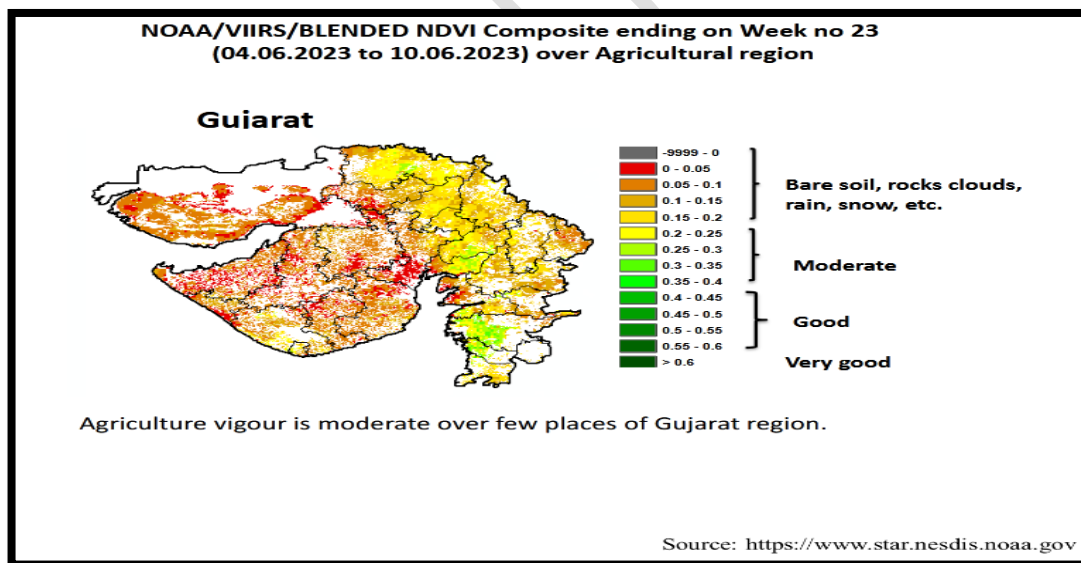 NOAA/VIIRS/BLENDED NDVI Composite ending on Week no 23
(04.06.2023 to 10.06.2023) over Agricultural region
Gujarat
-9999 - 0
0 - 0.05
0.05 - 0.1
0.1 - 0.15
0.15 - 0.2
0.2 - 0.25
0.25 - 0.3
0.3 - 0.35
0.35 - 0.4
0.4 - 0.45
0.45 - 0.5
0.5 - 0.55
0.55 - 0.6
> 0.6
Bare soil, rocks clouds,
rain, snow, etc.
Moderate
Good
Very good
Agriculture vigour is moderate over few places of Gujarat region.
Source: https://www.star.nesdis.noaa.gov